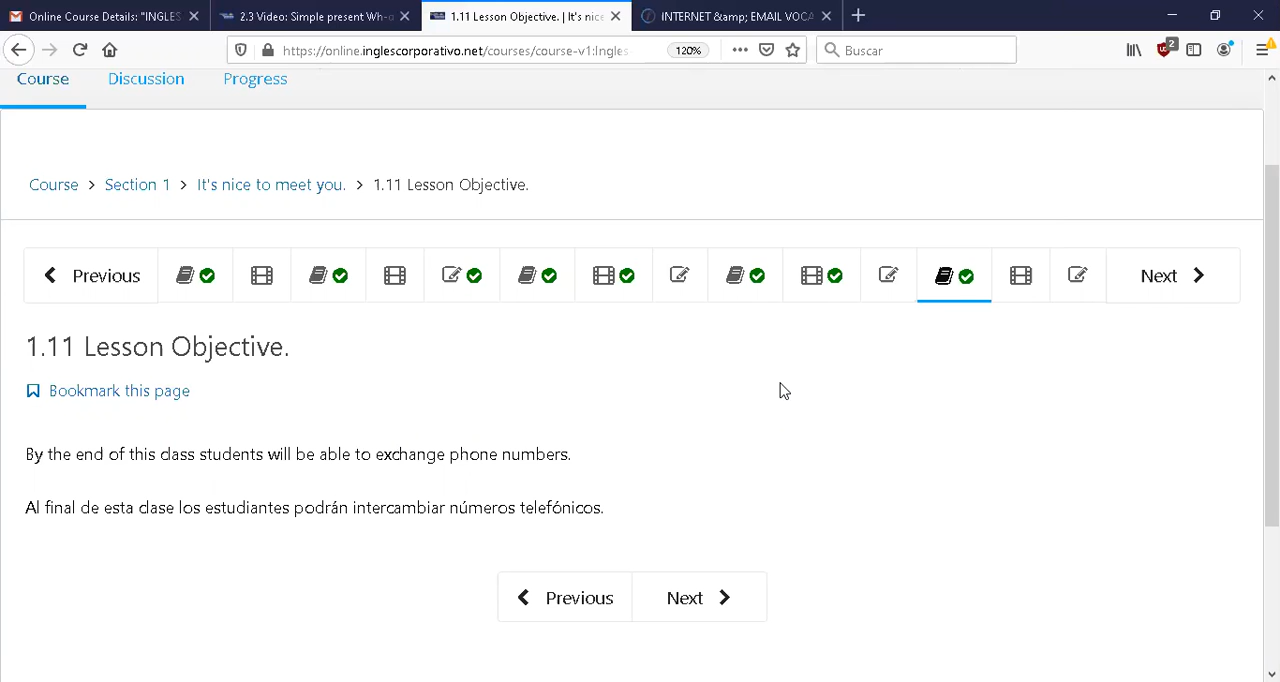 Online Course Details: "INGLES
2.3 Video: Simple present Wh-q
1.11 Lesson Objective. | It's nice
INTERNET &amp; EMAIL VOCA
https://online.inglescorporativo.net/courses/course-v1:Ingles
120%
Buscar
2
Course
Discussion
Progress
Course > Section 1 > It's nice to meet you. > 1.11 Lesson Objective.
Previous
Next
1.11 Lesson Objective.
Bookmark this page
By the end of this class students will be able to exchange phone numbers.
Al final de esta clase los estudiantes podrán intercambiar números telefónicos.
Previous
Next